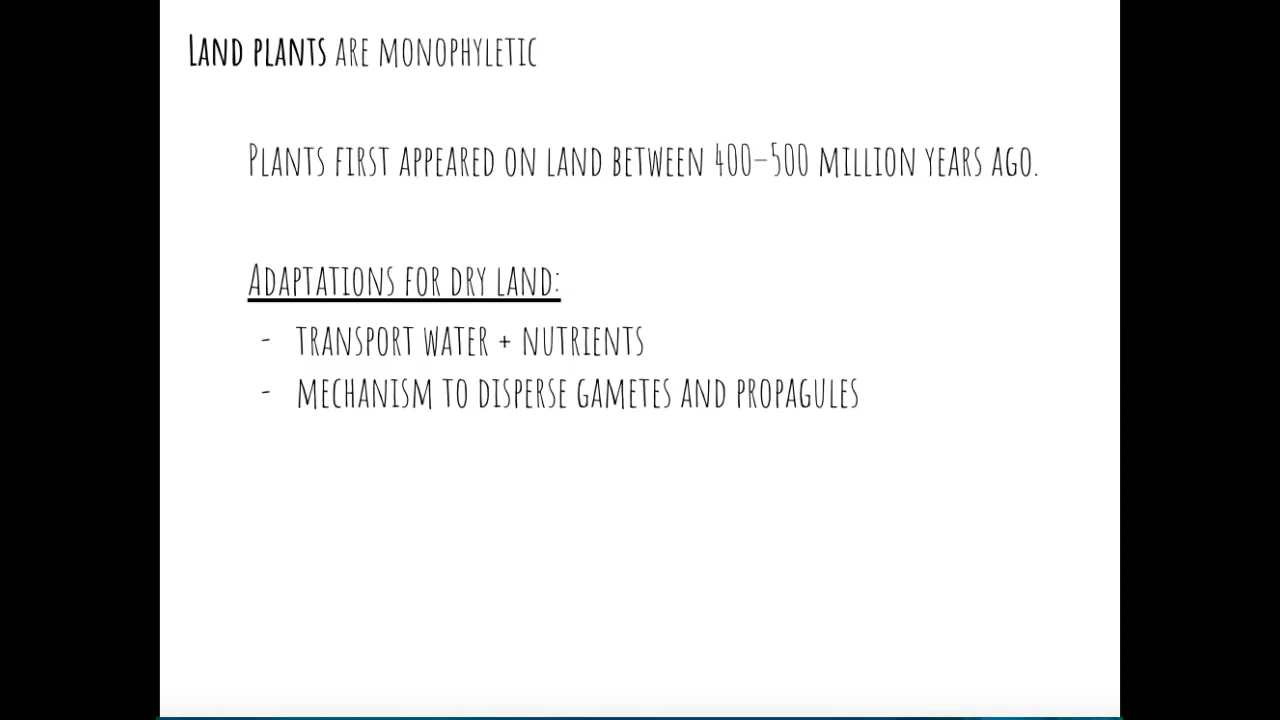 Land plants are monophyletic
Plants first appeared on land between 400–500 million years ago.
Adaptations for dry land:
- transport water + nutrients
- mechanism to disperse gametes and propagules